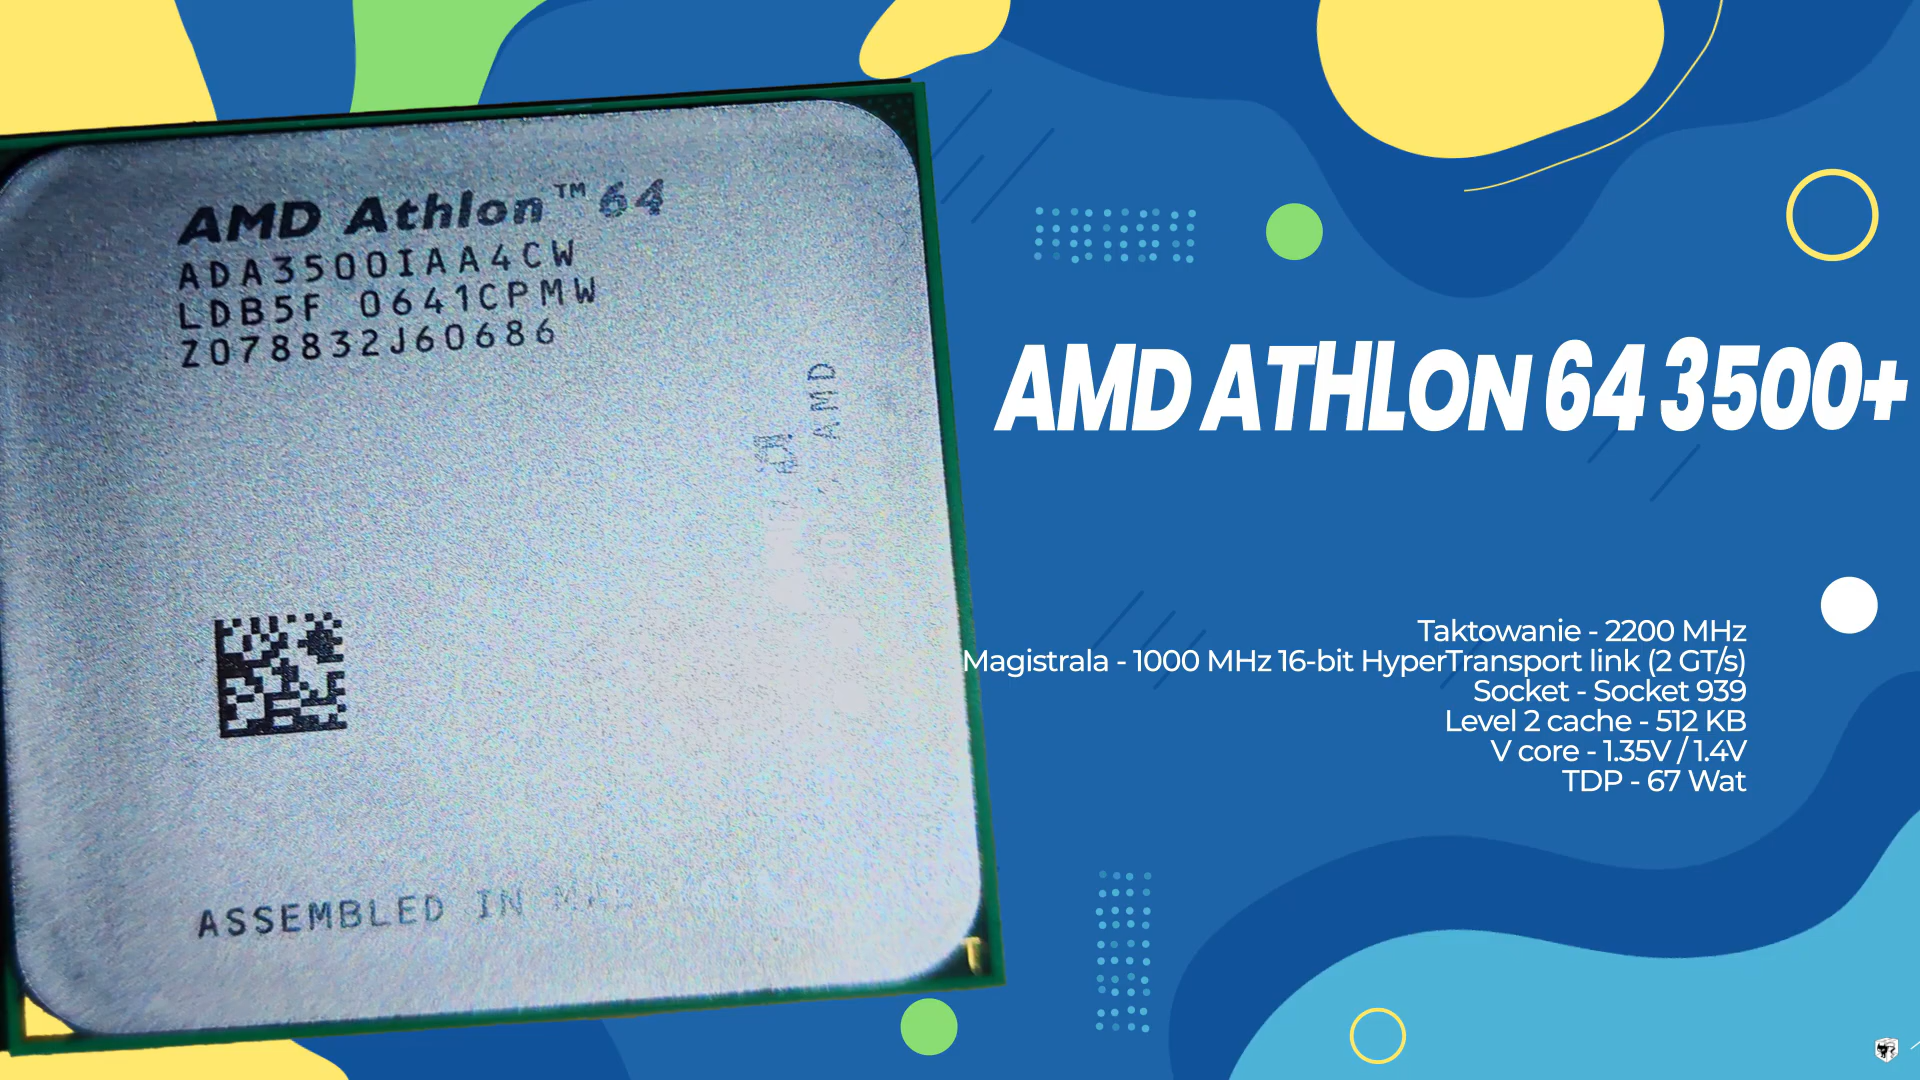 AMD Athlon™ 64
ADA3500IAA4CW
LDB5F 0641CPMW
Z078832J60686
AMD
ASSEMBLED IN
AMD ATHLON 64 3500+
Taktowanie - 2200 MHz
Magistrala - 1000 MHz 16-bit HyperTransport link (2 GT/s)
Socket - Socket 939
Level 2 cache - 512 KB
V core - 1.35V / 1.4V
TDP - 67 Wat